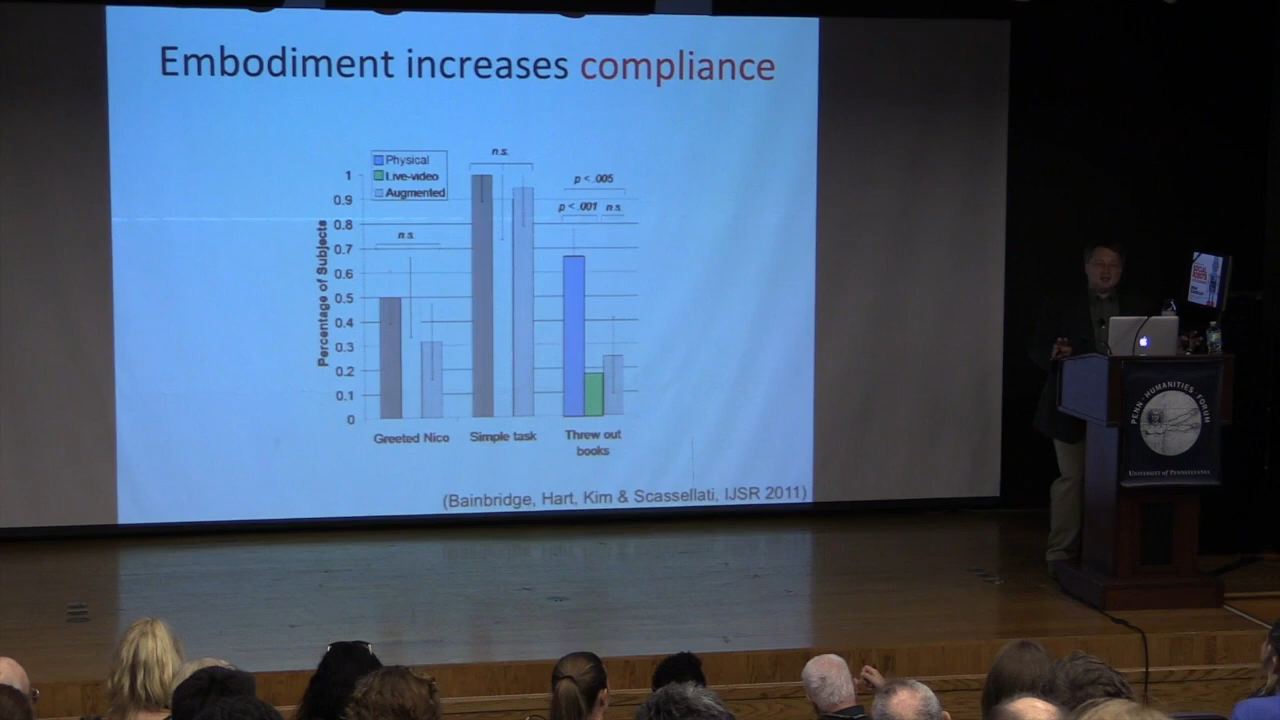 Embodiment increases compliance
n.s.
Physical
Live-video
Augmented
p < .005
p < .001 n.s.
n.s.
Percentage of Subjects
1
0.9
0.8
0.7
0.6
0.5
0.4
0.3
0.2
0.1
0
Greeted Nico
Simple task
Threw out
books
(Bainbridge, Hart, Kim & Scassellati, IJSR 2011)
PENN · HUMANITIES · FORUM
UNIVERSITY of PENNSYLVANIA